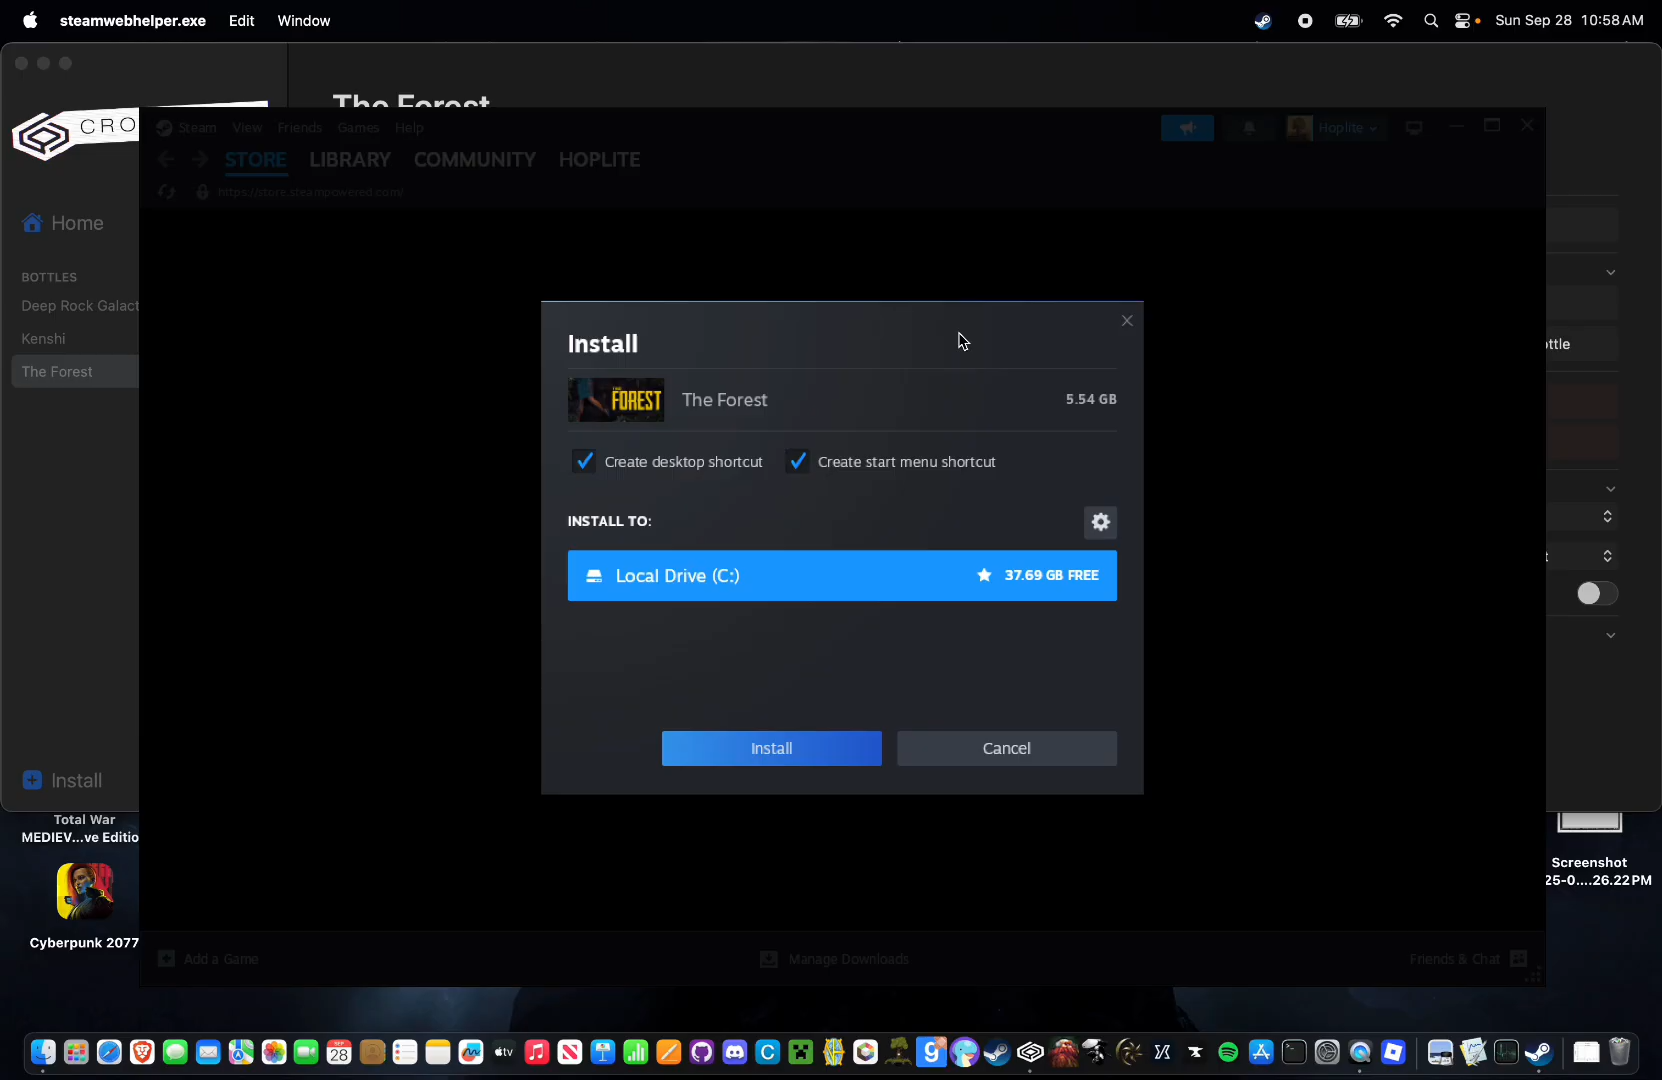 steamwebhelper.exe Edit Window
Sun Sep 28 10:58 AM
The Forest
CRO
Steam View Friends Games Help
Hoplite
STORE LIBRARY COMMUNITY HOPLITE
https://store.steampowered.com/
Home
BOTTLES
Deep Rock Galact
Kenshi
The Forest
Install
THE FOREST
The Forest
5.54 GB
Create desktop shortcut
Create start menu shortcut
INSTALL TO:
Local Drive (C:)
37.69 GB FREE
Install
Cancel
ottle
t
Install
Total War
MEDIEV...ve Editio
Cyberpunk 2077
Screenshot
25-0....26.22 PM
Add a Game
Manage Downloads
Friends & Chat
SEP
28
tv